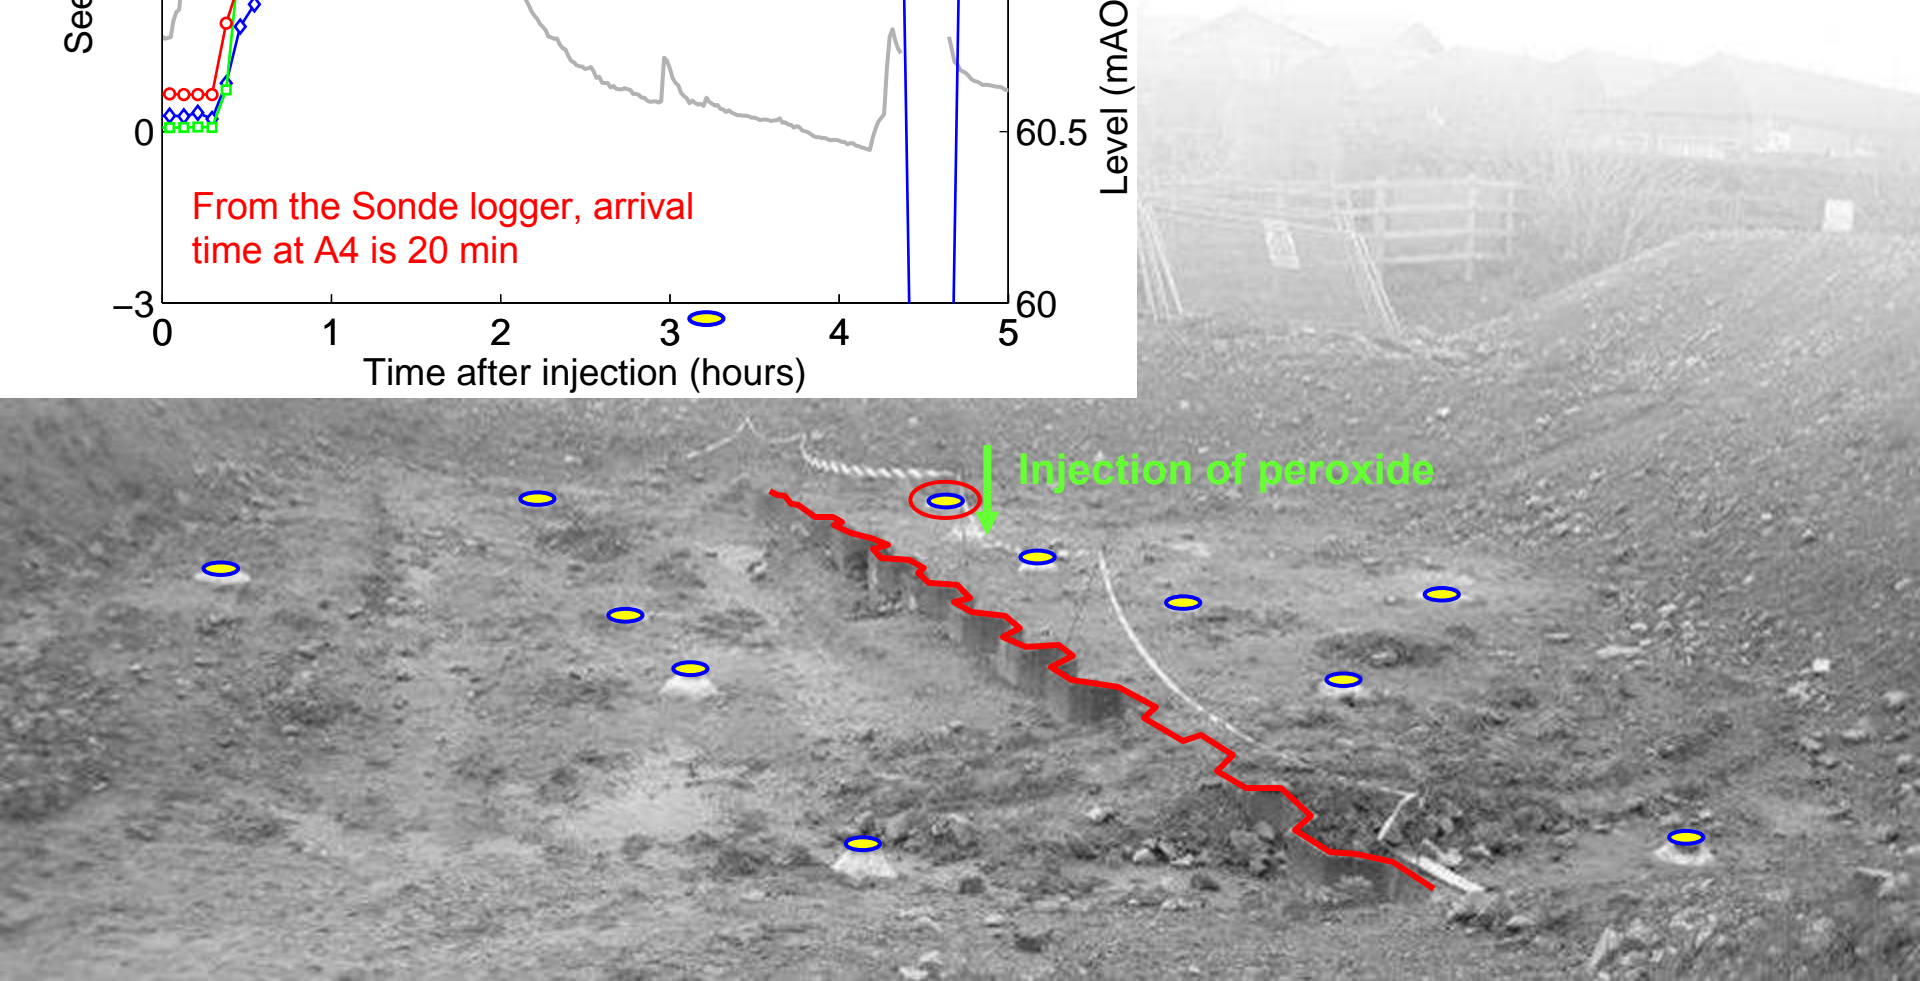 See
Level (mAO
0
60.5
From the Sonde logger, arrival
time at A4 is 20 min
−3
60
0 1 2 3 4 5
Time after injection (hours)
Injection of peroxide